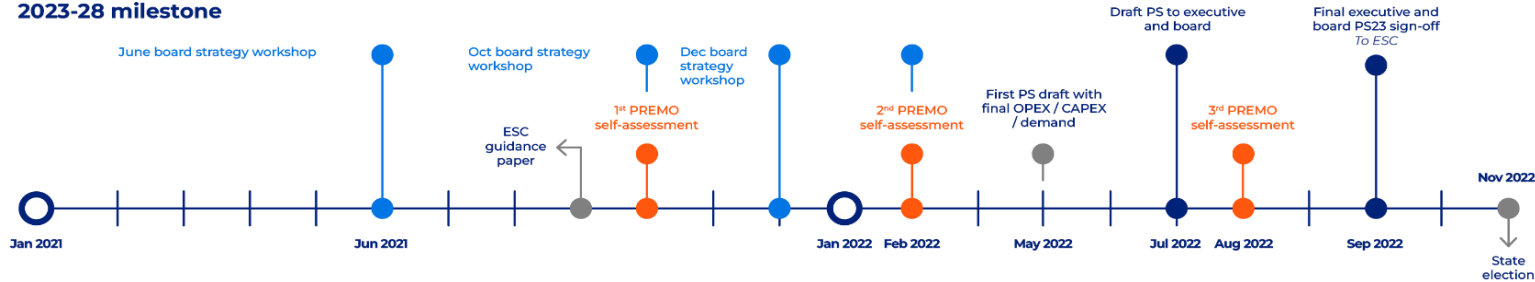 2023-28 milestone
June board strategy workshop
Oct board strategy
workshop
Dec board
strategy
workshop
Draft PS to executive
and board
Final executive and
board PS23 sign-off
To ESC
ESC
guidance
paper
1st PREMO
self-assessment
2nd PREMO
self-assessment
First PS draft with
final OPEX / CAPEX
/ demand
3rd PREMO
self-assessment
Nov 2022
Jan 2021
Jun 2021
Jan 2022
Feb 2022
May 2022
Jul 2022
Aug 2022
Sep 2022
State
election